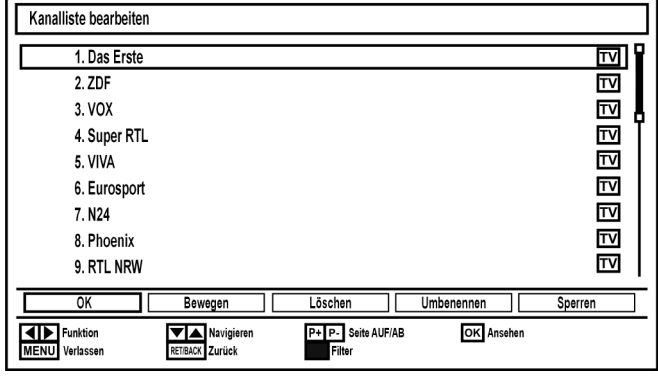 Kanalliste bearbeiten
1. Das Erste TV
2. ZDF TV
3. VOX TV
4. Super RTL TV
5. VIVA TV
6. Eurosport TV
7. N24 TV
8. Phoenix TV
9. RTL NRW TV
OK Bewegen Löschen Umbenennen Sperren
Funktion Navigieren P+ P- Seite AUF/AB OK Ansehen
MENU Verlassen RET/BACK Zurück Filter